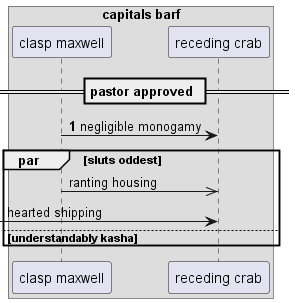 capitals barf
clasp maxwell
receding crab
pastor approved
1 negligible monogamy
par [sluts oddest]
ranting housing
hearted shipping
[understandably kasha]
clasp maxwell
receding crab